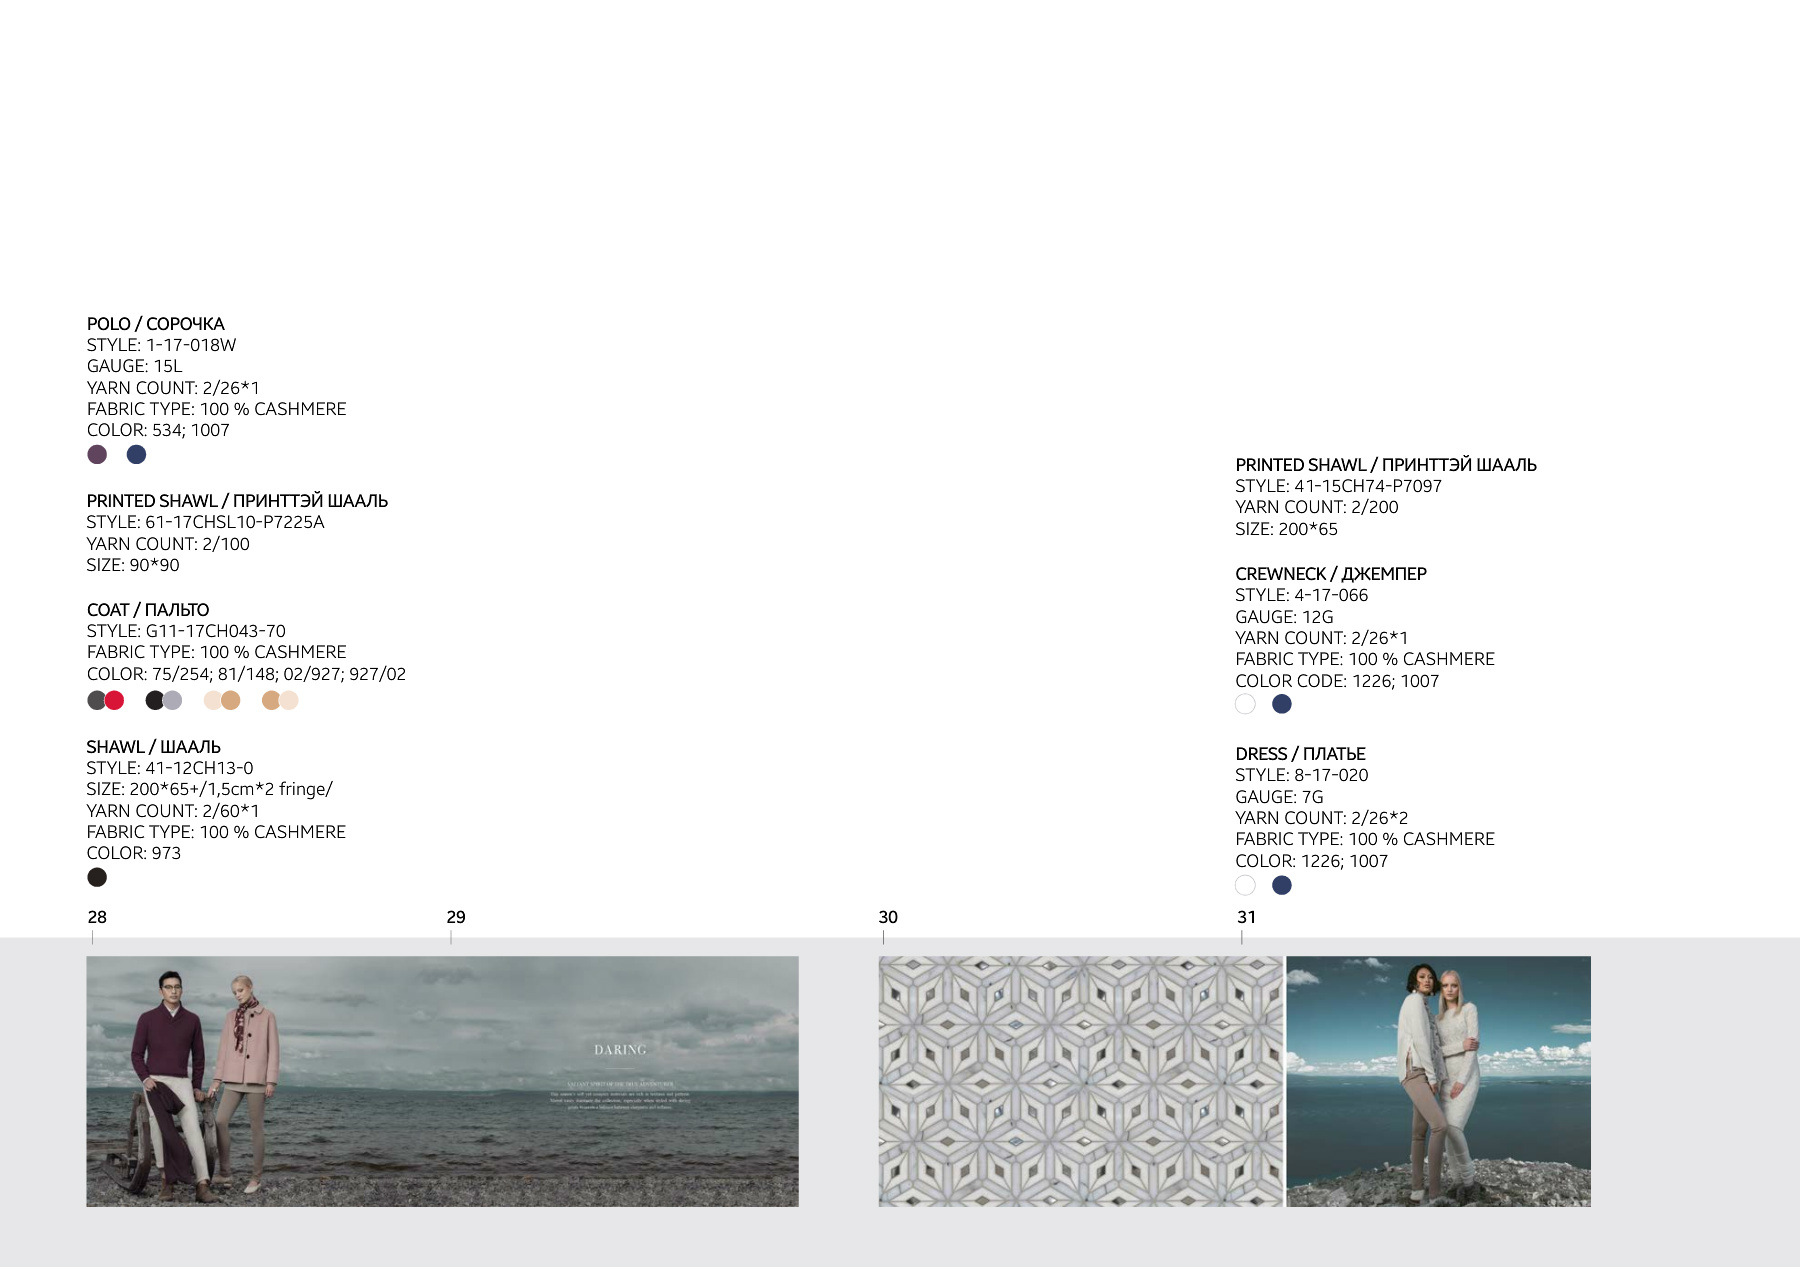 POLO / СОРОЧКА
STYLE: 1-17-018W
GAUGE: 15L
YARN COUNT: 2/26*1
FABRIC TYPE: 100 % CASHMERE
COLOR: 534; 1007
PRINTED SHAWL / ПРИНТТЭЙ ШААЛЬ
STYLE: 61-17CHSL10-P7225A
YARN COUNT: 2/100
SIZE: 90*90
COAT / ПАЛЬТО
STYLE: G11-17CH043-70
FABRIC TYPE: 100 % CASHMERE
COLOR: 75/254; 81/148; 02/927; 927/02
SHAWL / ШААЛЬ
STYLE: 41-12CH13-0
SIZE: 200*65+/1,5cm*2 fringe/
YARN COUNT: 2/60*1
FABRIC TYPE: 100 % CASHMERE
COLOR: 973
PRINTED SHAWL / ПРИНТТЭЙ ШААЛЬ
STYLE: 41-15CH74-P7097
YARN COUNT: 2/200
SIZE: 200*65
CREWNECK / ДЖЕМПЕР
STYLE: 4-17-066
GAUGE: 12G
YARN COUNT: 2/26*1
FABRIC TYPE: 100 % CASHMERE
COLOR CODE: 1226; 1007
DRESS / ПЛАТЬЕ
STYLE: 8-17-020
GAUGE: 7G
YARN COUNT: 2/26*2
FABRIC TYPE: 100 % CASHMERE
COLOR: 1226; 1007
28
29
30
31
DARING